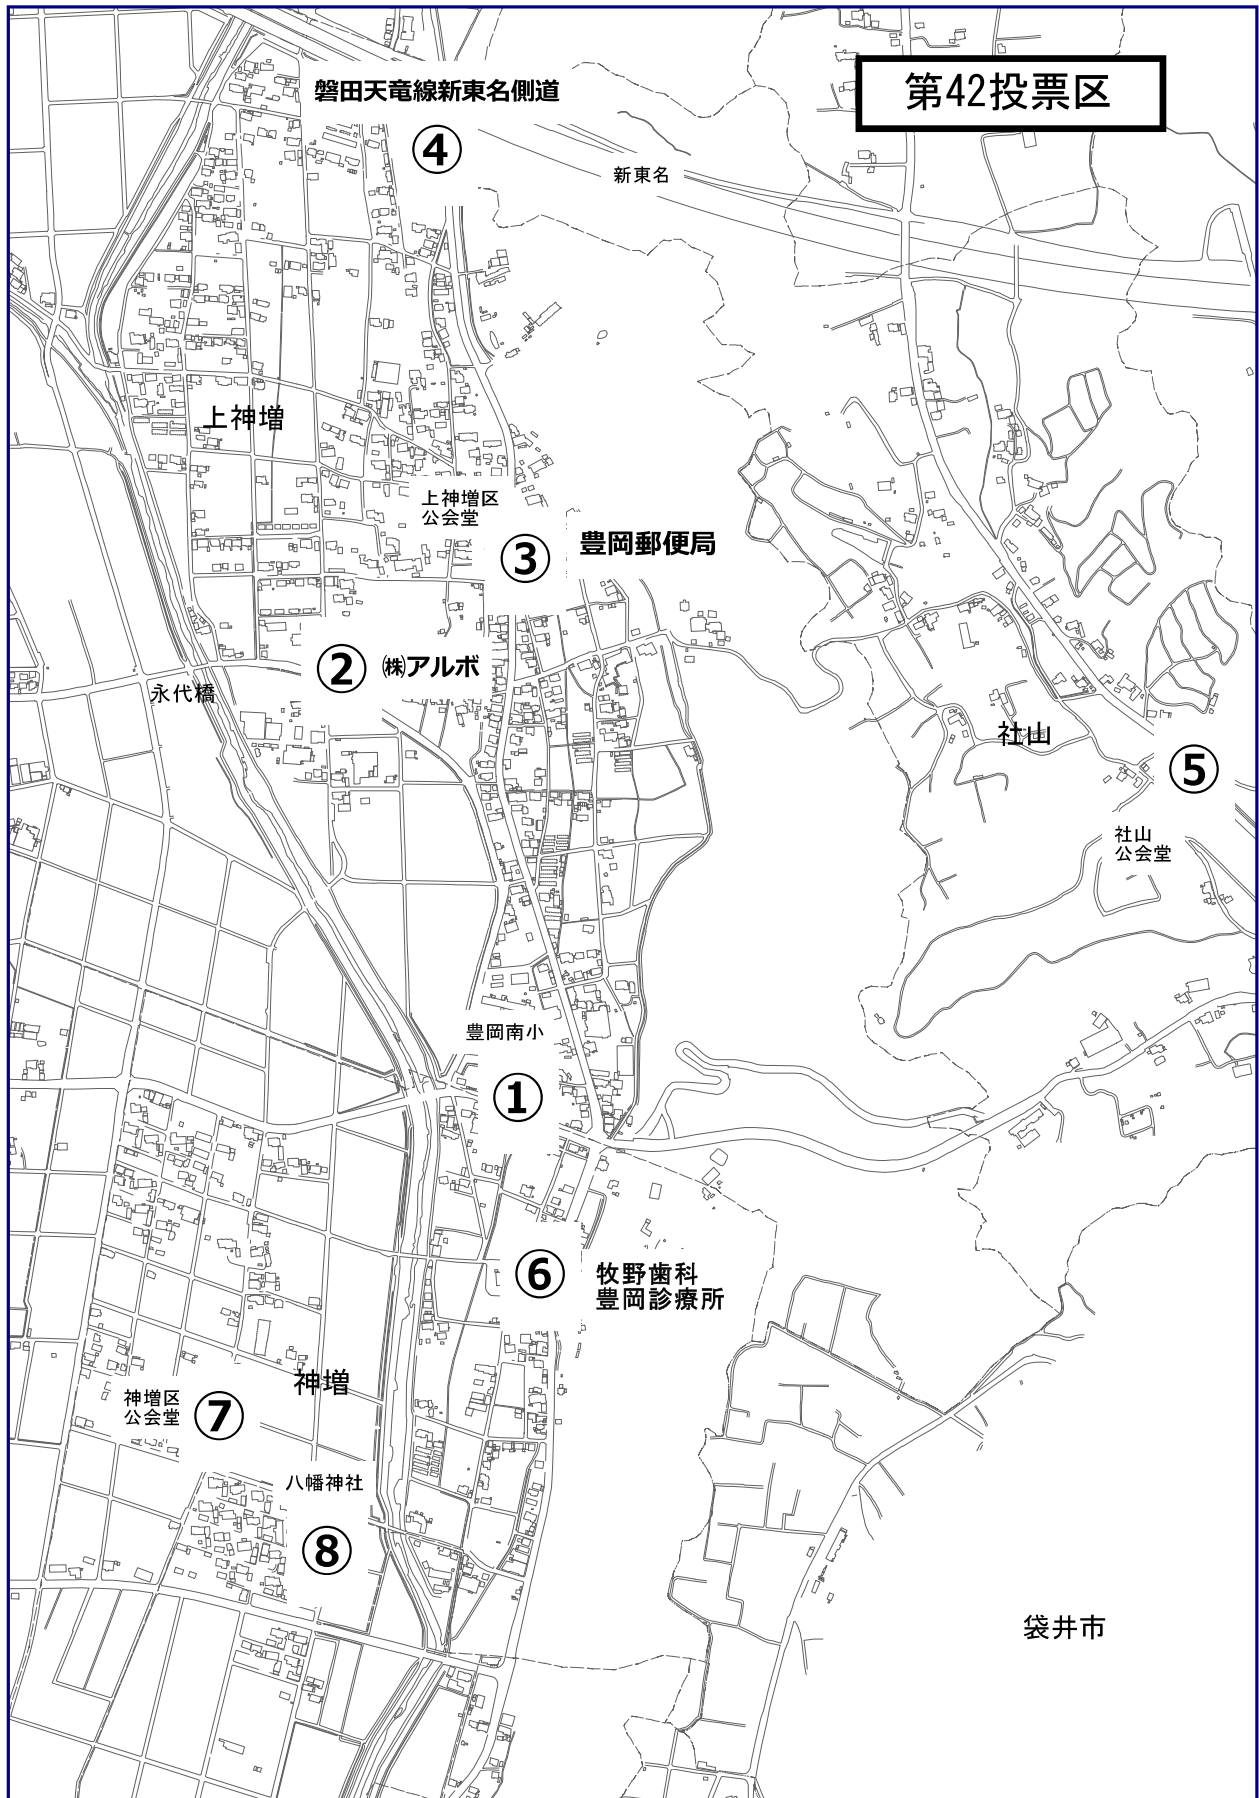 第42投票区
磐田天竜線新東名側道
④
新東名
上神増
上神増区
公会堂
③
豊岡郵便局
②
㈱アルボ
永代橋
社山
⑤
社山
公会堂
豊岡南小
①
⑥
牧野歯科
豊岡診療所
神増
神増区
公会堂
⑦
八幡神社
⑧
袋井市